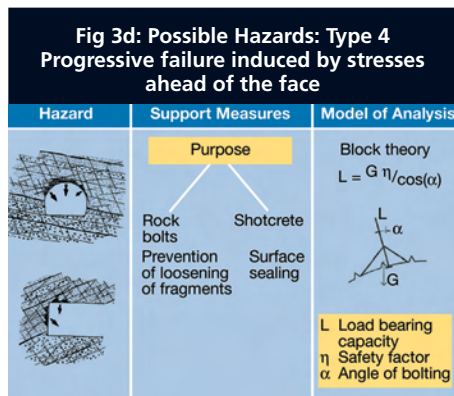 Fig 3d: Possible Hazards: Type 4
Progressive failure induced by stresses
ahead of the face
Hazard
Support Measures
Model of Analysis
Purpose
Rock
bolts
Prevention
of loosening
of fragments
Shotcrete
Surface
sealing
Block theory
L = G η/cos(α)
L
α
G
L Load bearing
capacity
η Safety factor
α Angle of bolting